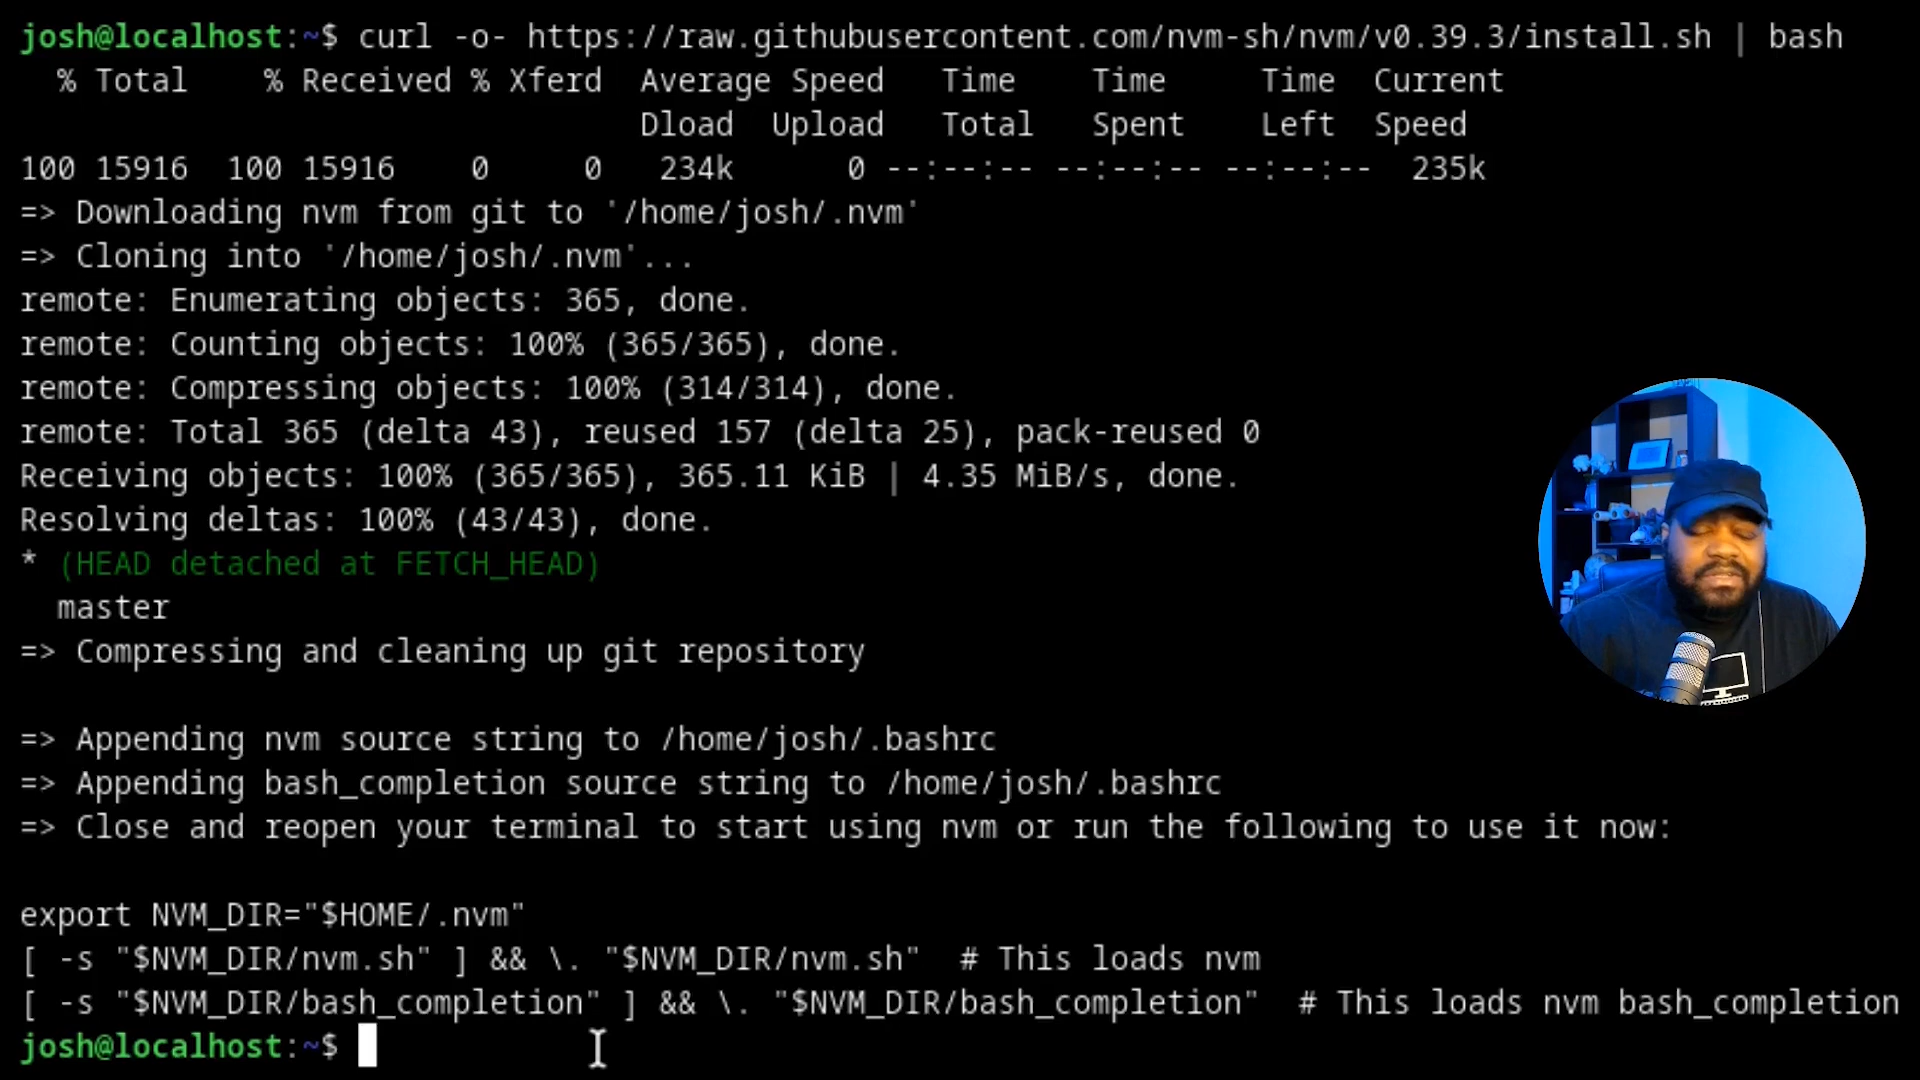 josh@localhost:~$ curl -o- https://raw.githubusercontent.com/nvm-sh/nvm/v0.39.3/install.sh | bash
% Total % Received % Xferd Average Speed Time Time Time Current
Dload Upload Total Spent Left Speed
100 15916 100 15916 0 0 234k 0 --:--:-- --:--:-- --:--:-- 235k
=> Downloading nvm from git to '/home/josh/.nvm'
=> Cloning into '/home/josh/.nvm'...
remote: Enumerating objects: 365, done.
remote: Counting objects: 100% (365/365), done.
remote: Compressing objects: 100% (314/314), done.
remote: Total 365 (delta 43), reused 157 (delta 25), pack-reused 0
Receiving objects: 100% (365/365), 365.11 KiB | 4.35 MiB/s, done.
Resolving deltas: 100% (43/43), done.
* (HEAD detached at FETCH_HEAD)
master
=> Compressing and cleaning up git repository
=> Appending nvm source string to /home/josh/.bashrc
=> Appending bash_completion source string to /home/josh/.bashrc
=> Close and reopen your terminal to start using nvm or run the following to use it now:
export NVM_DIR="$HOME/.nvm"
[ -s "$NVM_DIR/nvm.sh" ] && \. "$NVM_DIR/nvm.sh" # This loads nvm
[ -s "$NVM_DIR/bash_completion" ] && \. "$NVM_DIR/bash_completion" # This loads nvm bash_completion
josh@localhost:~$